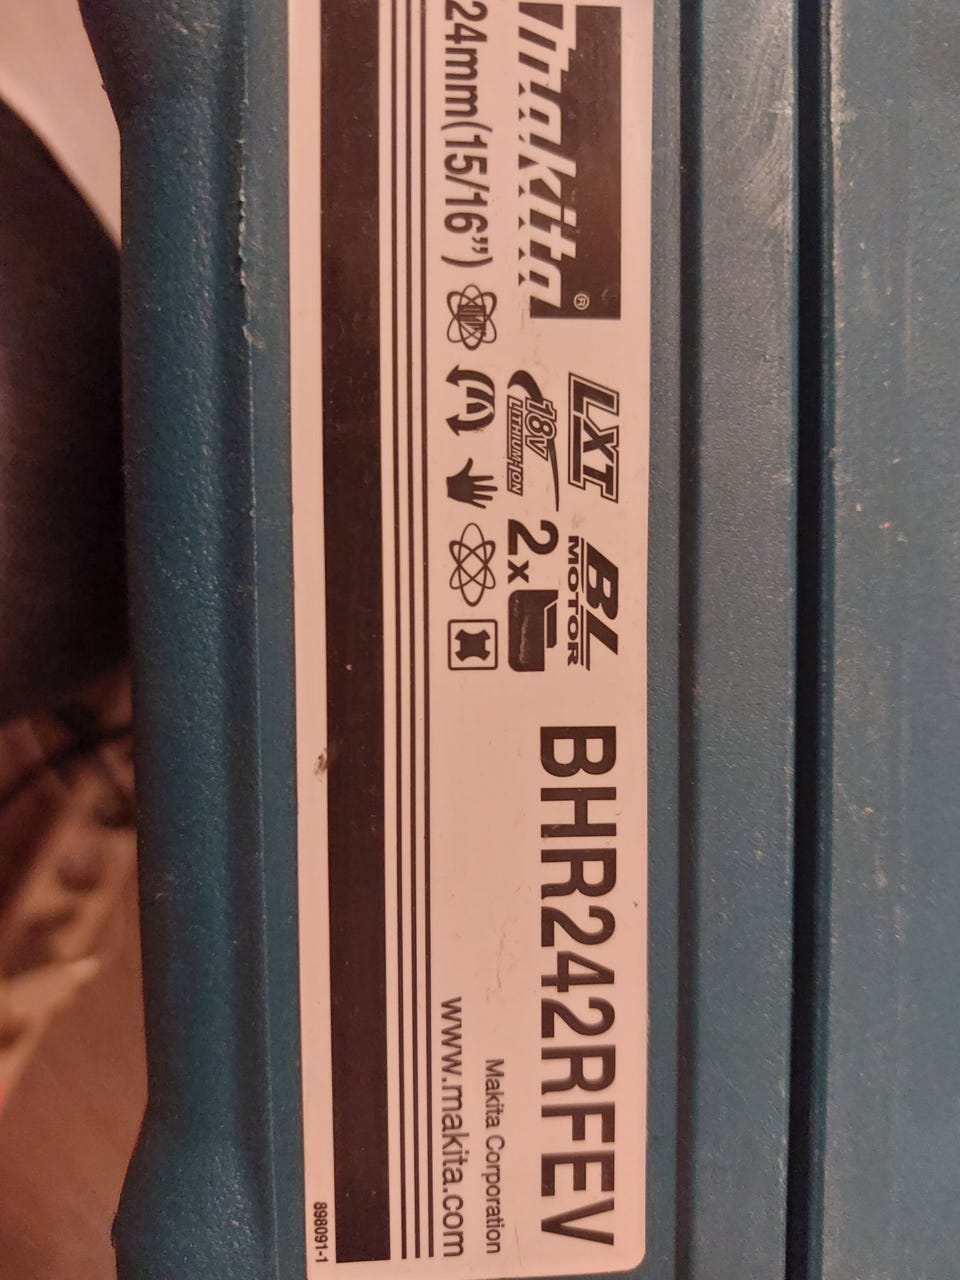 makita®
24mm(15/16”)
LXT
18V
LITHIUM-ION
BL
MOTOR
2x
BHR242RFEV
Makita Corporation
www.makita.com
898091-1